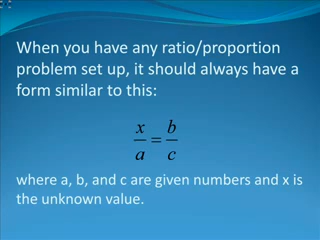 When you have any ratio/proportion
problem set up, it should always have a
form similar to this:
x/a = b/c
where a, b, and c are given numbers and x is
the unknown value.